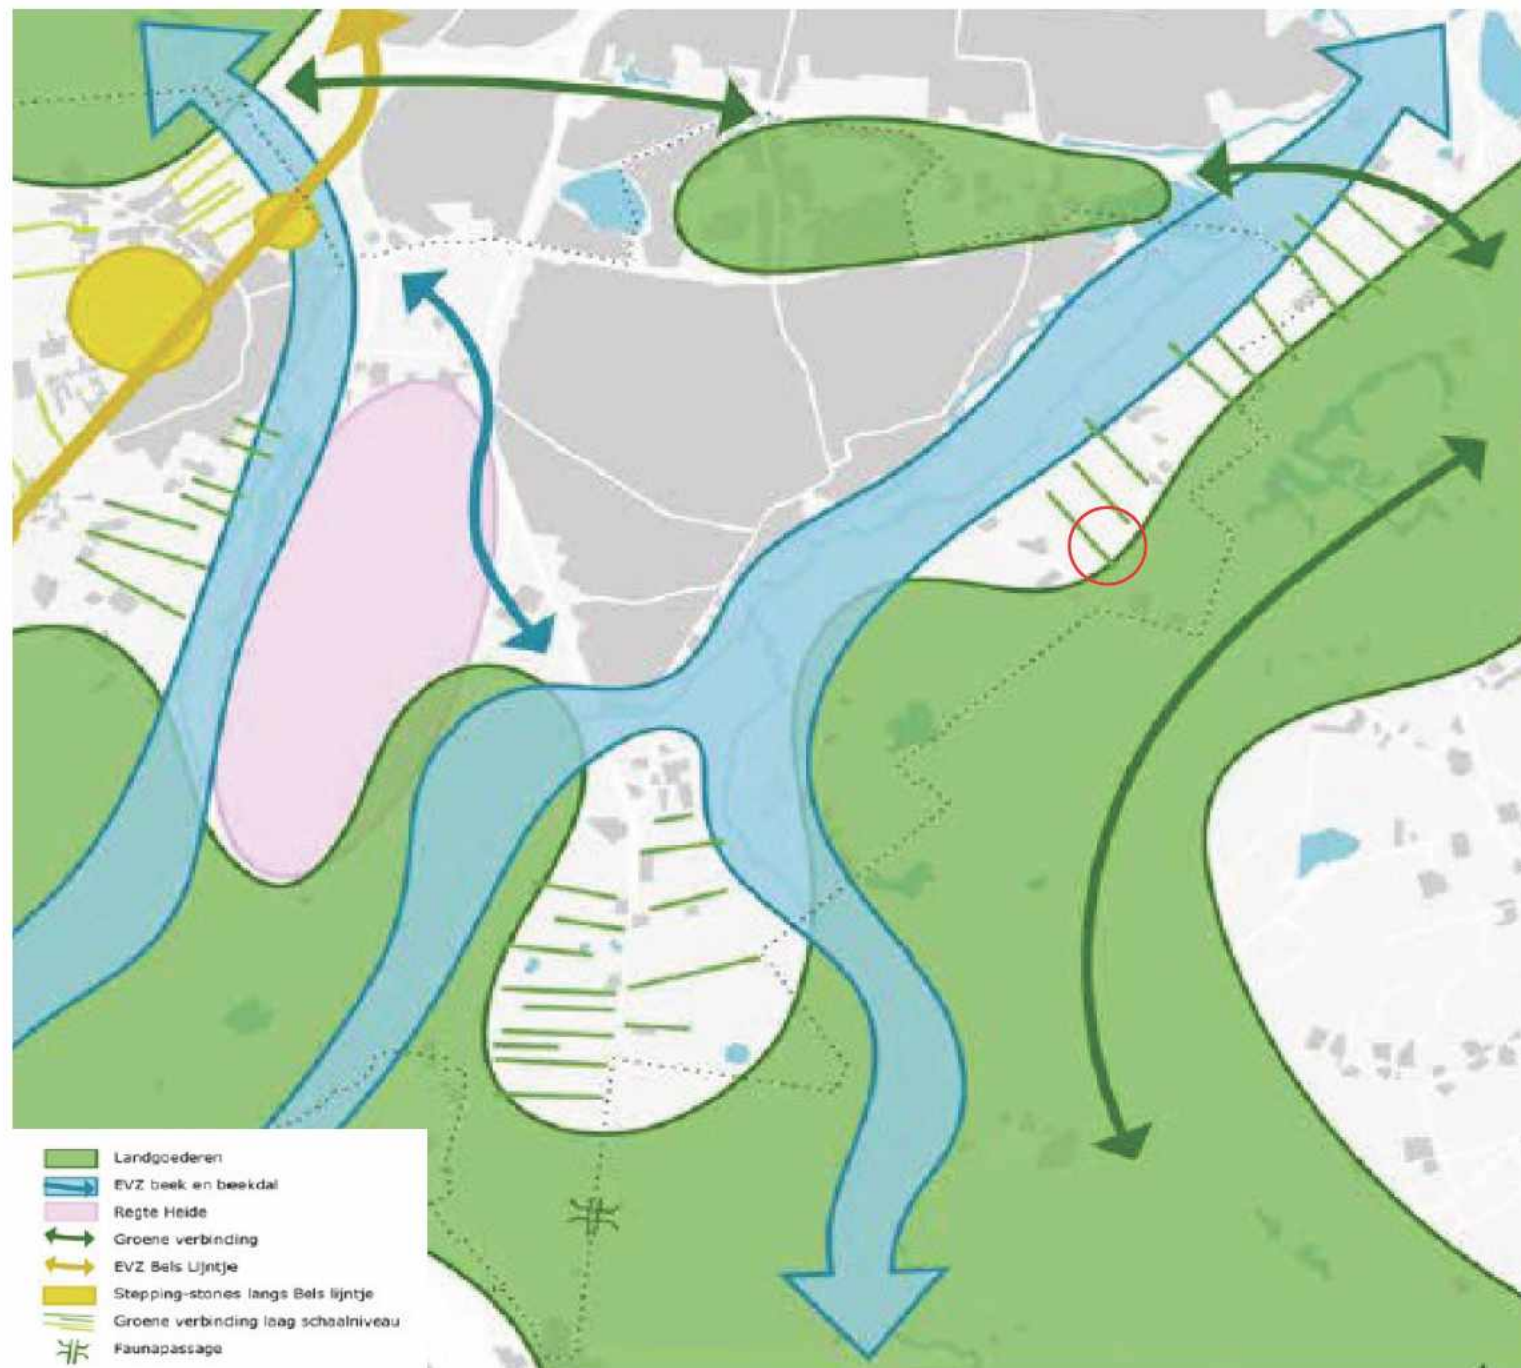 Landgoederen
EVZ beek en beekdal
Regte Heide
Groene verbinding
EVZ Bels Lijntje
Stepping-stones langs Bels lijntje
Groene verbinding laag schaalniveau
Faunapassage